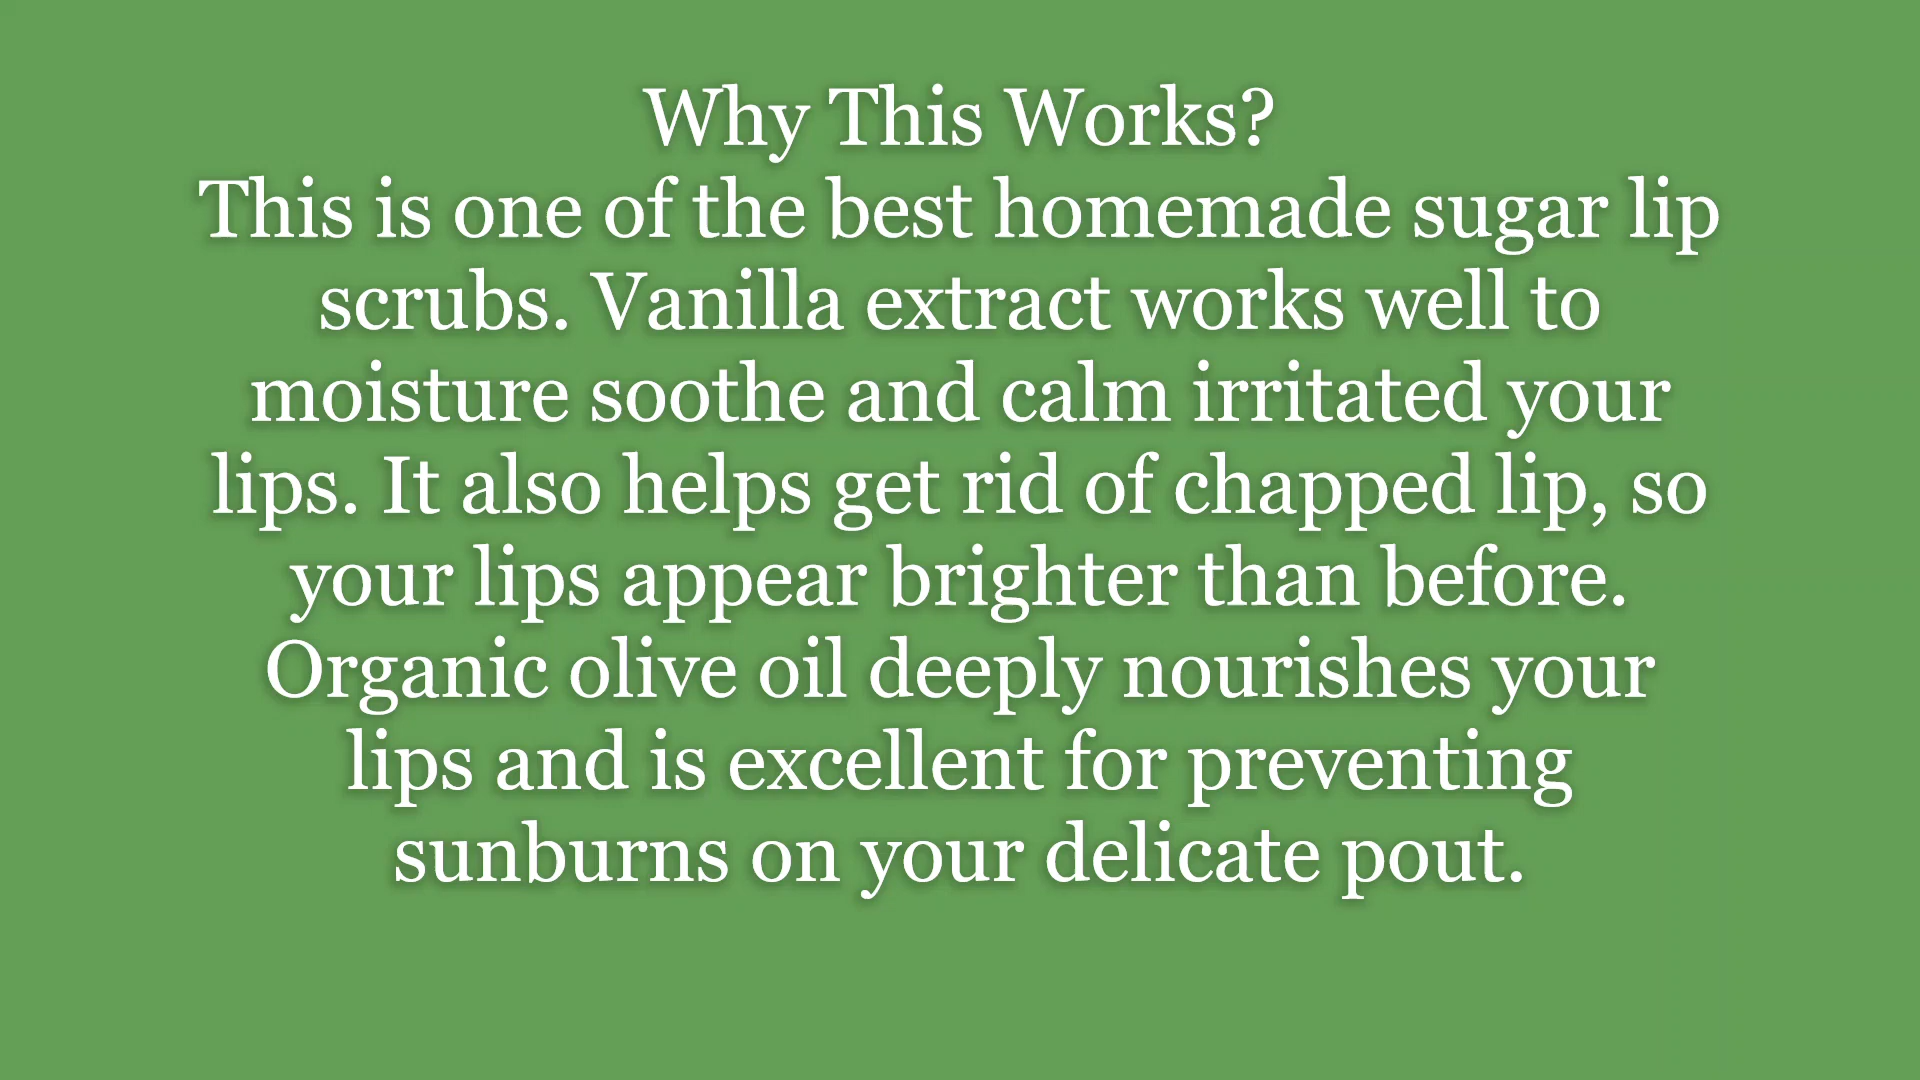 Why This Works?
This is one of the best homemade sugar lip
scrubs. Vanilla extract works well to
moisture soothe and calm irritated your
lips. It also helps get rid of chapped lip, so
your lips appear brighter than before.
Organic olive oil deeply nourishes your
lips and is excellent for preventing
sunburns on your delicate pout.